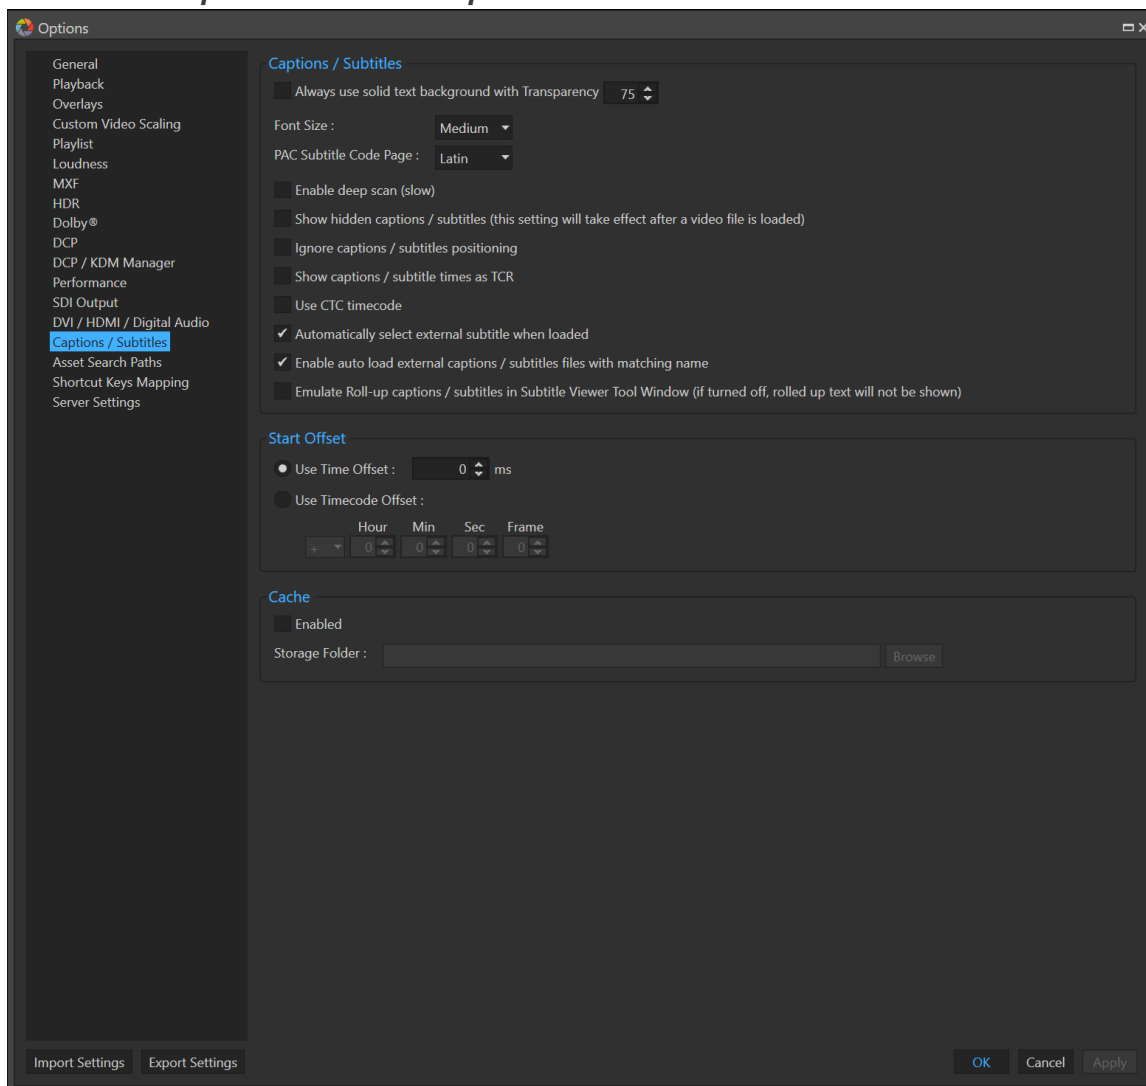 Options
General
Playback
Overlays
Custom Video Scaling
Playlist
Loudness
MXF
HDR
Dolby®
DCP
DCP / KDM Manager
Performance
SDI Output
DVI / HDMI / Digital Audio
Captions / Subtitles
Asset Search Paths
Shortcut Keys Mapping
Server Settings
Captions / Subtitles
Always use solid text background with Transparency 75
Font Size : Medium
PAC Subtitle Code Page : Latin
Enable deep scan (slow)
Show hidden captions / subtitles (this setting will take effect after a video file is loaded)
Ignore captions / subtitles positioning
Show captions / subtitle times as TCR
Use CTC timecode
Automatically select external subtitle when loaded
Enable auto load external captions / subtitles files with matching name
Emulate Roll-up captions / subtitles in Subtitle Viewer Tool Window (if turned off, rolled up text will not be shown)
Start Offset
Use Time Offset : 0 ms
Use Timecode Offset :
Hour Min Sec Frame
+ 0 0 0 0
Cache
Enabled
Storage Folder : Browse
Import Settings Export Settings OK Cancel Apply